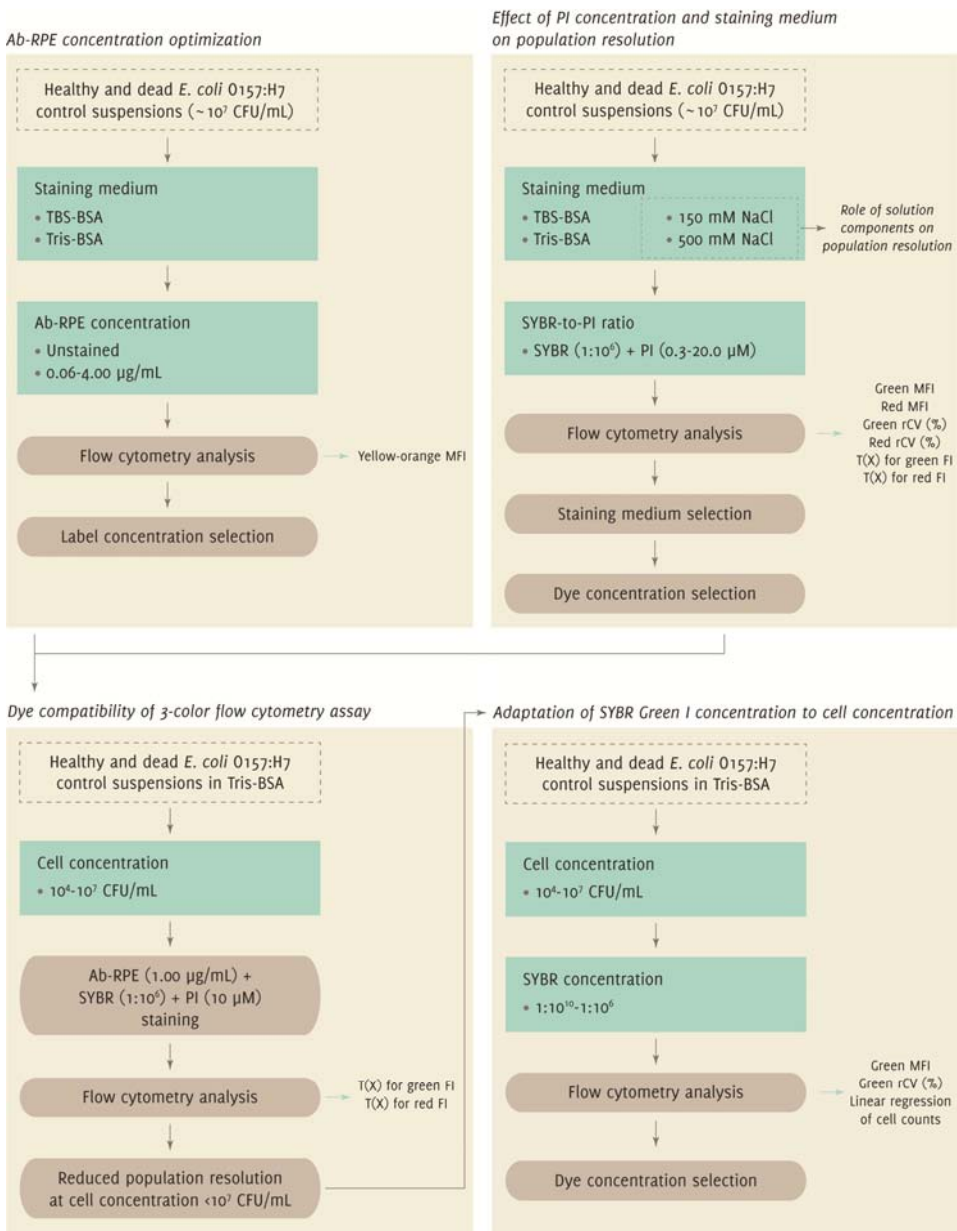 Ab-RPE concentration optimization
Healthy and dead E. coli O157:H7
control suspensions (~10⁷ CFU/mL)
Staining medium
• TBS-BSA
• Tris-BSA
Ab-RPE concentration
• Unstained
• 0.06-4.00 µg/mL
Flow cytometry analysis
Yellow-orange MFI
Label concentration selection
Effect of PI concentration and staining medium
on population resolution
Healthy and dead E. coli O157:H7
control suspensions (~10⁷ CFU/mL)
Staining medium
• TBS-BSA
• Tris-BSA
• 150 mM NaCl
• 500 mM NaCl
Role of solution
components on
population resolution
SYBR-to-PI ratio
• SYBR (1:10⁶) + PI (0.3-20.0 µM)
Flow cytometry analysis
Green MFI
Red MFI
Green rCV (%)
Red rCV (%)
T(X) for green FI
T(X) for red FI
Staining medium selection
Dye concentration selection
Dye compatibility of 3-color flow cytometry assay
Healthy and dead E. coli O157:H7
control suspensions in Tris-BSA
Cell concentration
• 10⁴-10⁷ CFU/mL
Ab-RPE (1.00 µg/mL) +
SYBR (1:10⁶) + PI (10 µM)
staining
Flow cytometry analysis
T(X) for green FI
T(X) for red FI
Reduced population resolution
at cell concentration <10⁷ CFU/mL
Adaptation of SYBR Green I concentration to cell concentration
Healthy and dead E. coli O157:H7
control suspensions in Tris-BSA
Cell concentration
• 10⁴-10⁷ CFU/mL
SYBR concentration
• 1:10¹⁰-1:10⁶
Flow cytometry analysis
Green MFI
Green rCV (%)
Linear regression
of cell counts
Dye concentration selection